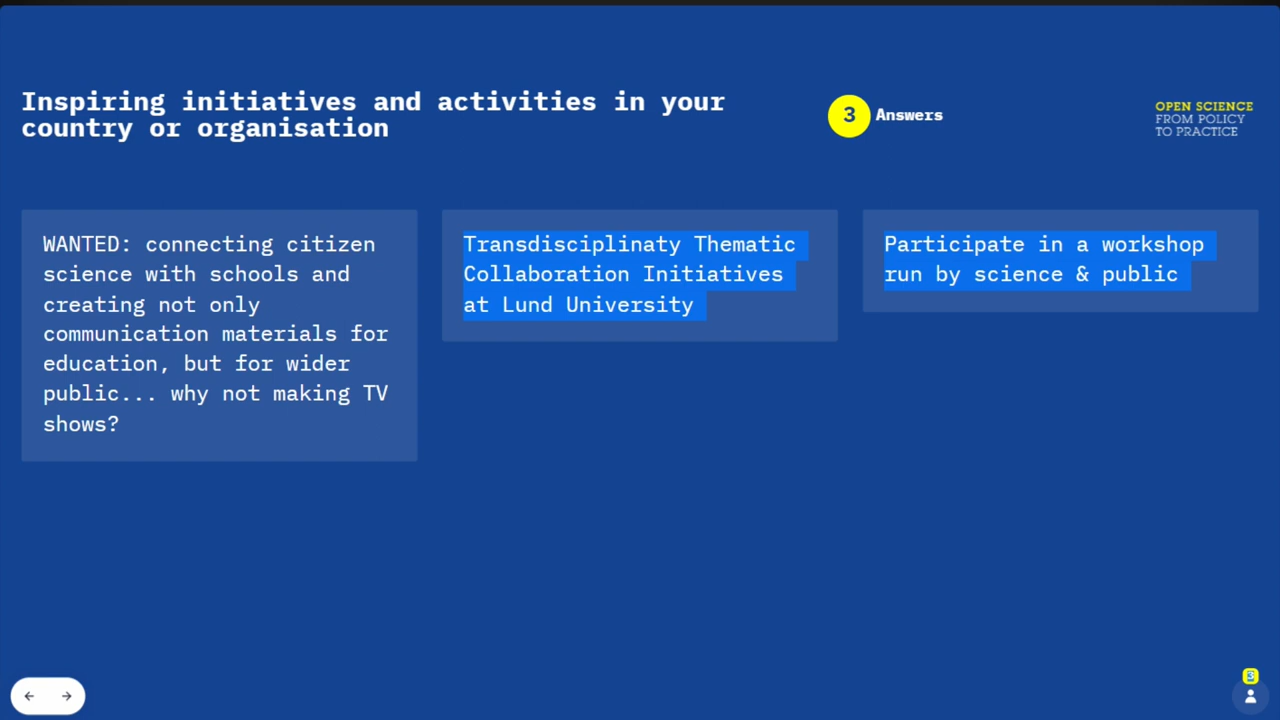 Inspiring initiatives and activities in your
country or organisation
3 Answers
OPEN SCIENCE
FROM POLICY
TO PRACTICE
WANTED: connecting citizen
science with schools and
creating not only
communication materials for
education, but for wider
public... why not making TV
shows?
Transdisciplinaty Thematic
Collaboration Initiatives
at Lund University
Participate in a workshop
run by science & public
3